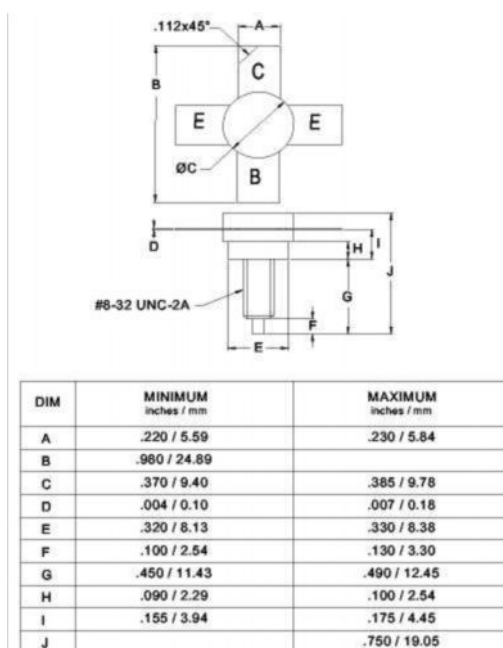 .112x45°
A
B
C
E
E
ØC
B
D
H
I
J
G
#8-32 UNC-2A
F
E
DIM MINIMUM MAXIMUM
inches / mm inches / mm
A .220 / 5.59 .230 / 5.84
B .980 / 24.89
C .370 / 9.40 .385 / 9.78
D .004 / 0.10 .007 / 0.18
E .320 / 8.13 .330 / 8.38
F .100 / 2.54 .130 / 3.30
G .450 / 11.43 .490 / 12.45
H .090 / 2.29 .100 / 2.54
I .155 / 3.94 .175 / 4.45
J .750 / 19.05